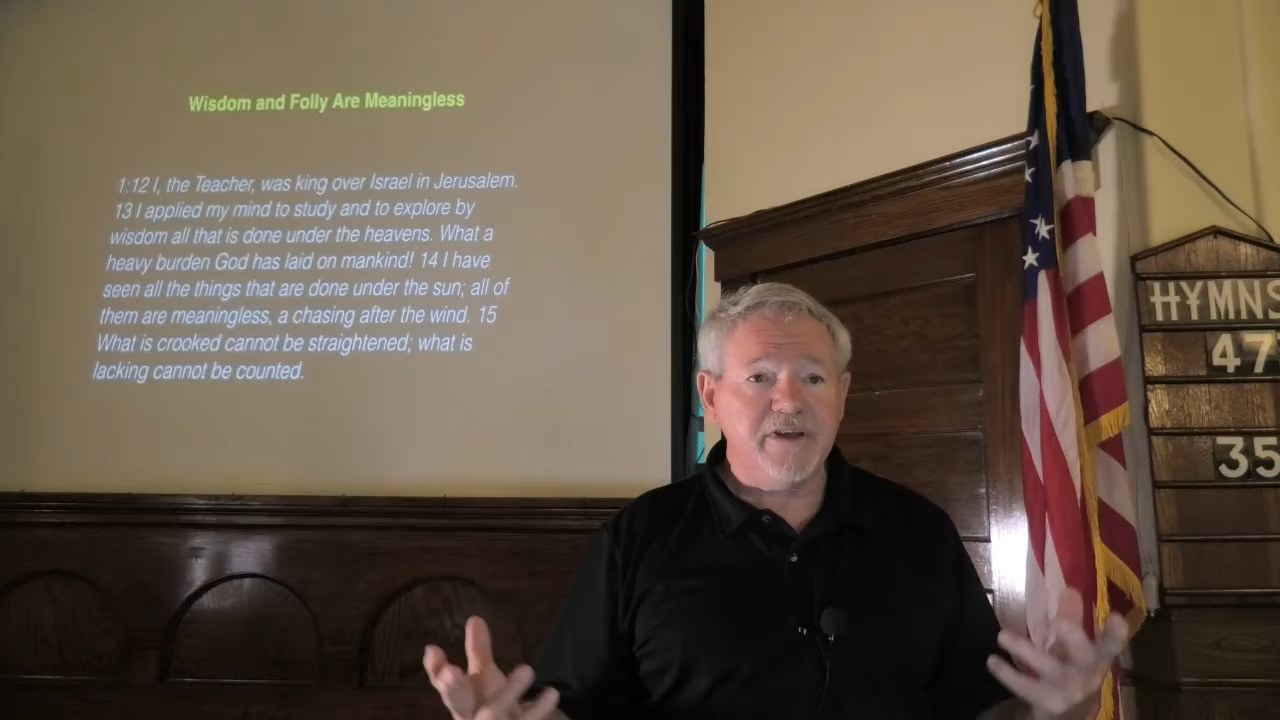 Wisdom and Folly Are Meaningless
1:12 I, the Teacher, was king over Israel in Jerusalem.
13 I applied my mind to study and to explore by
wisdom all that is done under the heavens. What a
heavy burden God has laid on mankind! 14 I have
seen all the things that are done under the sun; all of
them are meaningless, a chasing after the wind. 15
What is crooked cannot be straightened; what is
lacking cannot be counted.
HYMNS
47
35